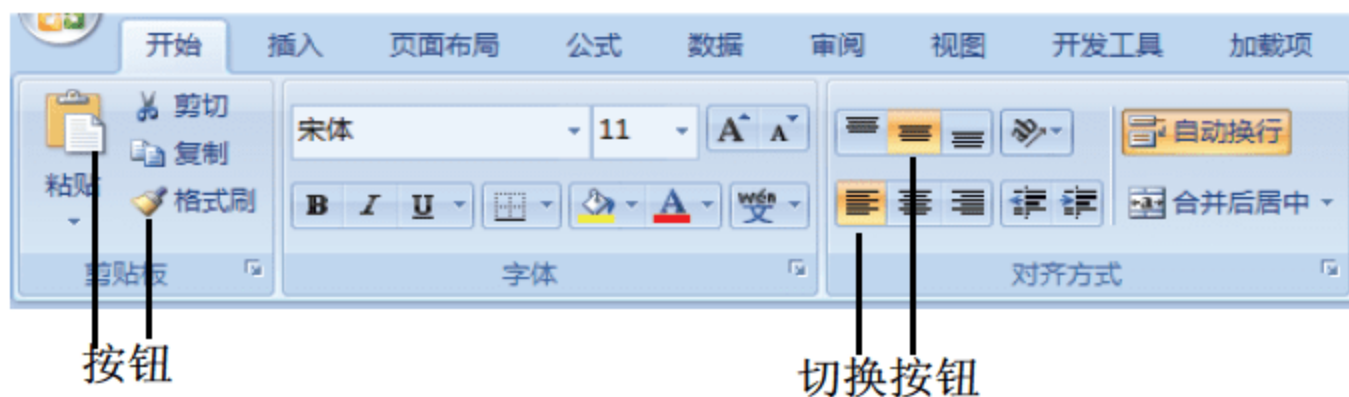 开始 插入 页面布局 公式 数据 审阅 视图 开发工具 加载项
剪切
复制
格式刷
粘贴
宋体 11 A A
自动换行
B I U A wén 文
合并后居中
剪贴板 字体 对齐方式
按钮 切换按钮